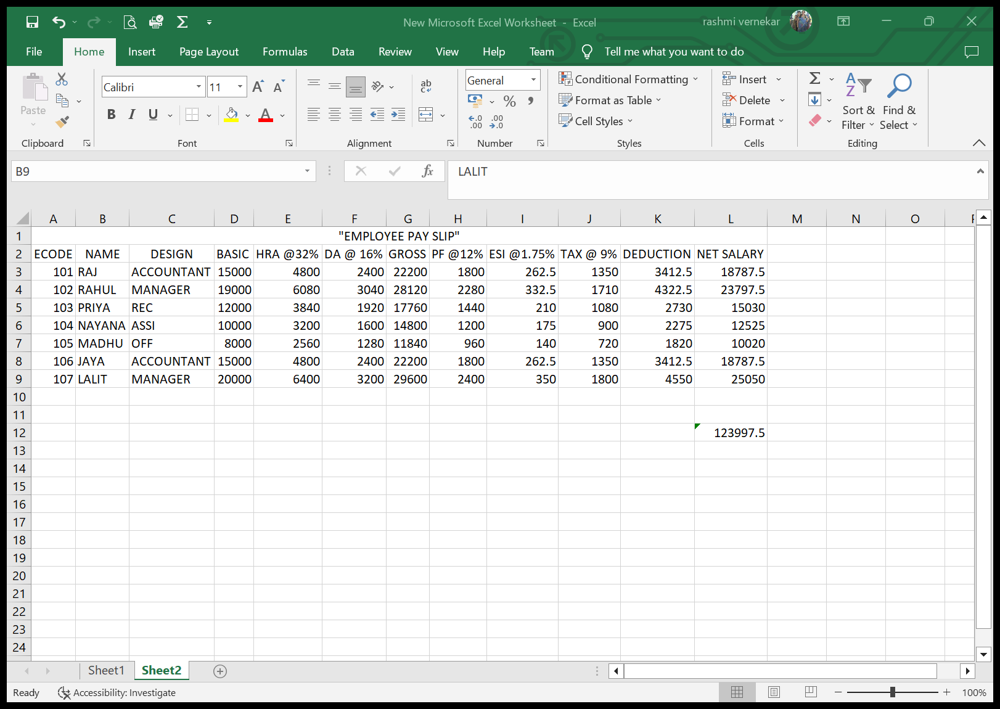 New Microsoft Excel Worksheet - Excel
rashmi vernekar
File Home Insert Page Layout Formulas Data Review View Help Team Tell me what you want to do
Paste
Clipboard
Calibri 11
B I U
Font
ab
Alignment
General
Number
Conditional Formatting
Format as Table
Cell Styles
Styles
Insert
Delete
Format
Cells
Sort & Filter
Find & Select
Editing
B9
fx
LALIT
A B C D E F G H I J K L M N O
1 "EMPLOYEE PAY SLIP"
2 ECODE NAME DESIGN BASIC HRA @32% DA @ 16% GROSS PF @12% ESI @1.75% TAX @ 9% DEDUCTION NET SALARY
3 101 RAJ ACCOUNTANT 15000 4800 2400 22200 1800 262.5 1350 3412.5 18787.5
4 102 RAHUL MANAGER 19000 6080 3040 28120 2280 332.5 1710 4322.5 23797.5
5 103 PRIYA REC 12000 3840 1920 17760 1440 210 1080 2730 15030
6 104 NAYANA ASSI 10000 3200 1600 14800 1200 175 900 2275 12525
7 105 MADHU OFF 8000 2560 1280 11840 960 140 720 1820 10020
8 106 JAYA ACCOUNTANT 15000 4800 2400 22200 1800 262.5 1350 3412.5 18787.5
9 107 LALIT MANAGER 20000 6400 3200 29600 2400 350 1800 4550 25050
10
11
12 123997.5
13
14
15
16
17
18
19
20
21
22
23
24
Sheet1 Sheet2
Ready Accessibility: Investigate 100%